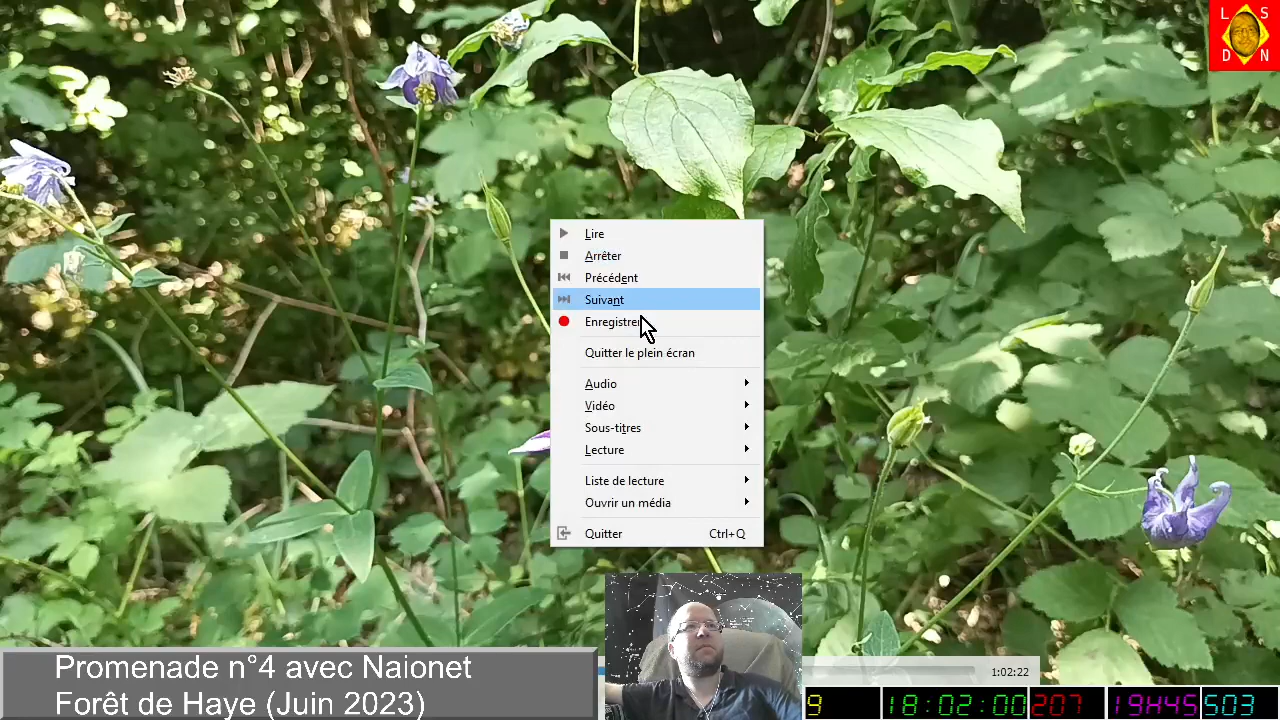 L S
D N
Lire
Arrêter
Précédent
Suivant
Enregistrer
Quitter le plein écran
Audio
Vidéo
Sous-titres
Lecture
Liste de lecture
Ouvrir un média
Quitter Ctrl+Q
Promenade n°4 avec Naionet
Forêt de Haye (Juin 2023)
1:02:22
9 18:02:00 207 19H45 S03